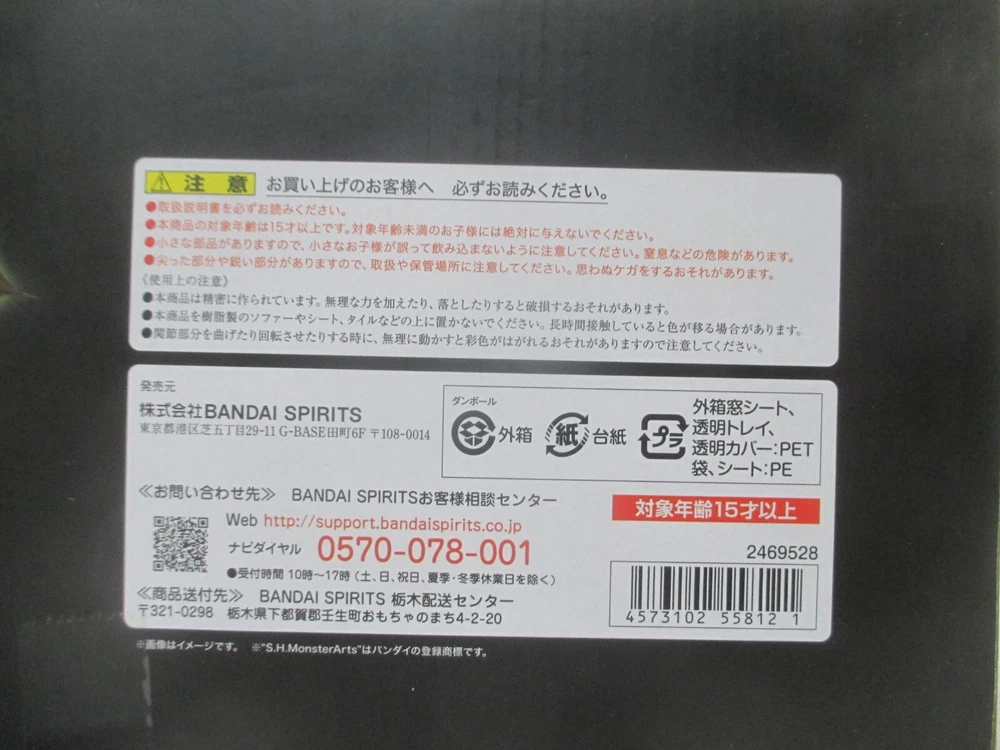 注意 お買い上げのお客様へ 必ずお読みください。
●取扱説明書を必ずお読みください。
●本商品の対象年齢は15才以上です。対象年齢未満のお子様には絶対に与えないでください。
●小さな部品がありますので、小さなお子様が誤って飲み込まないように注意してください。窒息などの危険があります。
●尖った部分や鋭い部分がありますので、取扱や保管場所に注意してください。思わぬケガをするおそれがあります。
《使用上の注意》
●本商品は精密に作られています。無理な力を加えたり、落としたりすると破損するおそれがあります。
●本商品を樹脂製のソファーやシート、タイルなどの上に置かないでください。長時間接触していると色が移る場合があります。
●関節部分を曲げたり回転させたりする時に、無理に動かすと彩色がはがれるおそれがありますので注意してください。
発売元
株式会社BANDAI SPIRITS
東京都港区芝五丁目29-11 G-BASE田町6F 〒108-0014
ダンボール
外箱
紙 台紙
プラ
外箱窓シート、
透明トレイ、
透明カバー:PET
袋、シート:PE
≪お問い合わせ先≫ BANDAI SPIRITSお客様相談センター
Web http://support.bandaispirits.co.jp
ナビダイヤル 0570-078-001
●受付時間 10時～17時(土、日、祝日、夏季・冬季休業日を除く)
≪商品送付先≫ BANDAI SPIRITS 栃木配送センター
〒321-0298 栃木県下都賀郡壬生町おもちゃのまち4-2-20
対象年齢15才以上
2469528
4573102 55812 1
※画像はイメージです。 ※"S.H.MonsterArts"はバンダイの登録商標です。